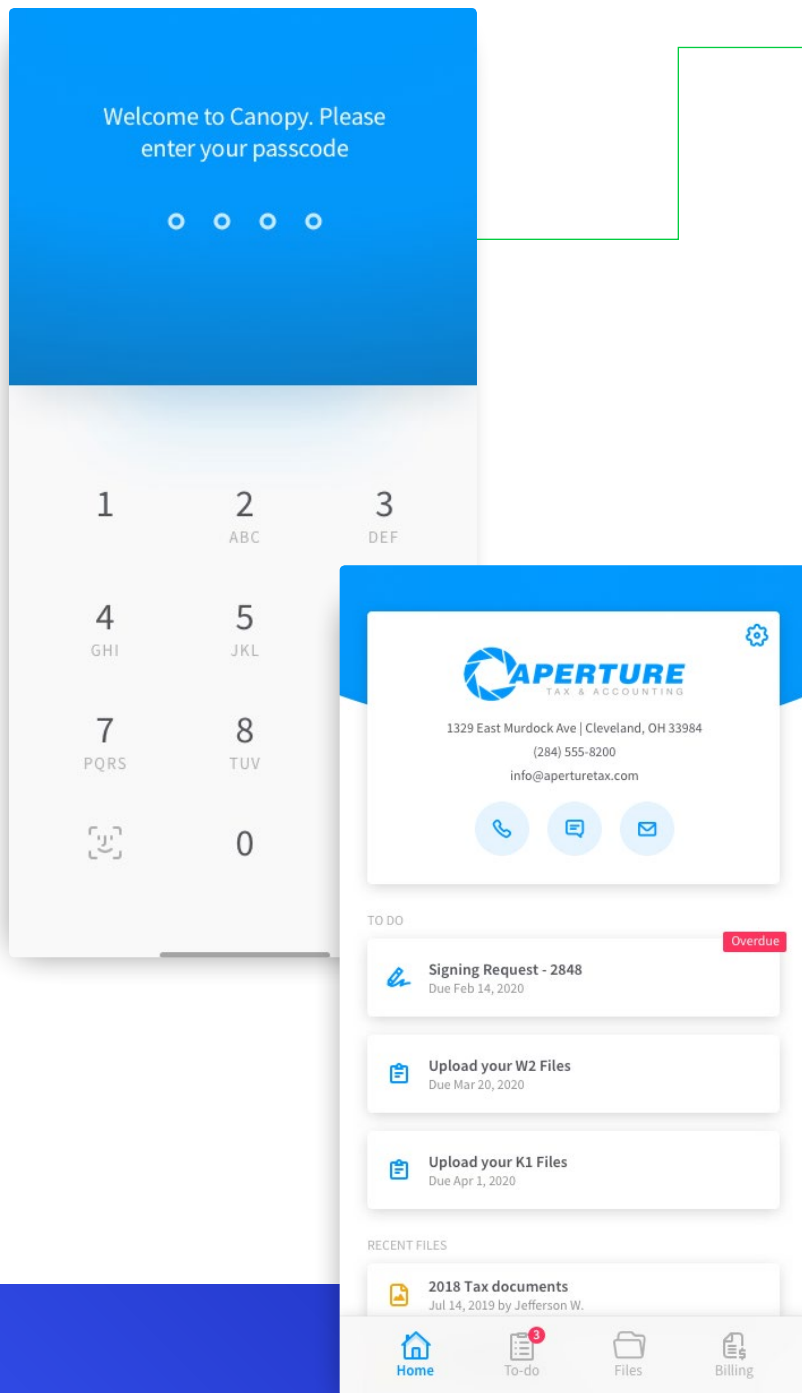 Welcome to Canopy. Please
enter your passcode
1
2
3
ABC
DEF
4
5
GHI
JKL
7
8
PQRS
TUV
0
APERTURE
TAX & ACCOUNTING
1329 East Murdock Ave | Cleveland, OH 33984
(284) 555-8200
info@aperturetax.com
TO DO
Overdue
Signing Request - 2848
Due Feb 14, 2020
Upload your W2 Files
Due Mar 20, 2020
Upload your K1 Files
Due Apr 1, 2020
RECENT FILES
2018 Tax documents
Jul 14, 2019 by Jefferson W.
3
Home
To-do
Files
Billing